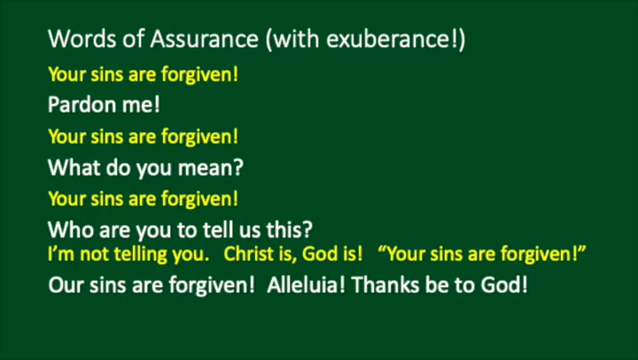 Words of Assurance (with exuberance!)
Your sins are forgiven!
Pardon me!
Your sins are forgiven!
What do you mean?
Your sins are forgiven!
Who are you to tell us this?
I'm not telling you.   Christ is, God is!   “Your sins are forgiven!”
Our sins are forgiven!  Alleluia! Thanks be to God!